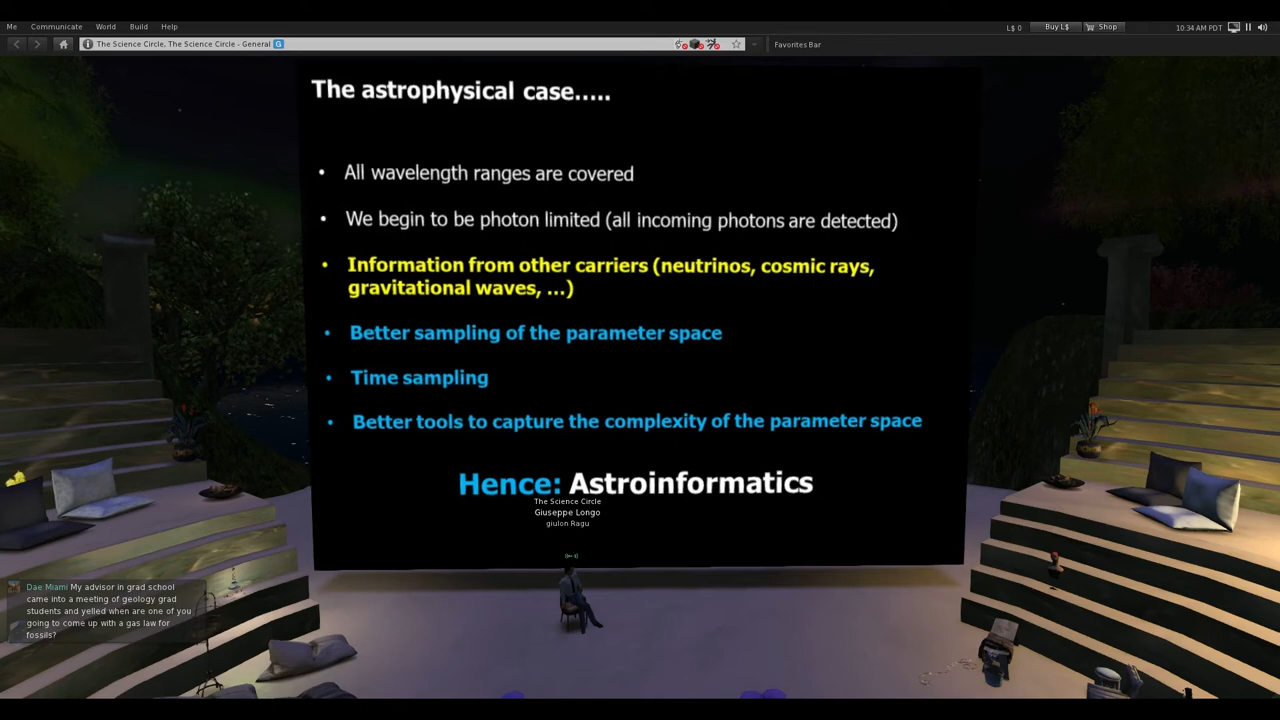 Me Communicate World Build Help L$ 0 Buy L$ Shop 10:34 AM PDT
The Science Circle, The Science Circle - General G Favorites Bar
The astrophysical case.....
• All wavelength ranges are covered
• We begin to be photon limited (all incoming photons are detected)
• Information from other carriers (neutrinos, cosmic rays,
gravitational waves, ...)
• Better sampling of the parameter space
• Time sampling
• Better tools to capture the complexity of the parameter space
Hence: Astroinformatics
The Science Circle
Giuseppe Longo
giulon Ragu
Dae Miami My advisor in grad school
came into a meeting of geology grad
students and yelled when are one of you
going to come up with a gas law for
fossils?